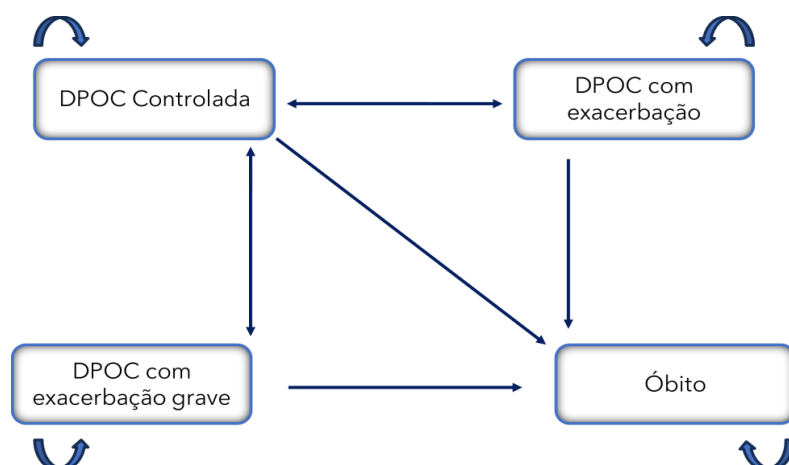 DPOC Controlada
DPOC com
exacerbação
DPOC com
exacerbação grave
Óbito